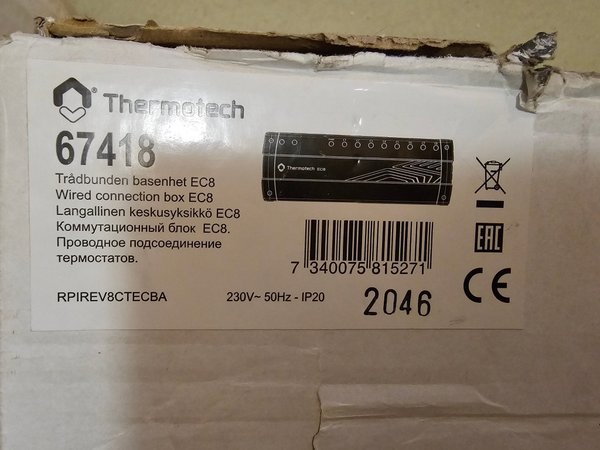 Thermotech
67418
Trådbunden basenhet EC8
Wired connection box EC8
Langallinen keskusyksikkö EC8
Коммутационный блок EC8.
Проводное подсоединение
термостатов.
RPIREV8CTECBA
230V~ 50Hz - IP20
Thermotech EC8
7 340075 815271
2046
EAC
CE